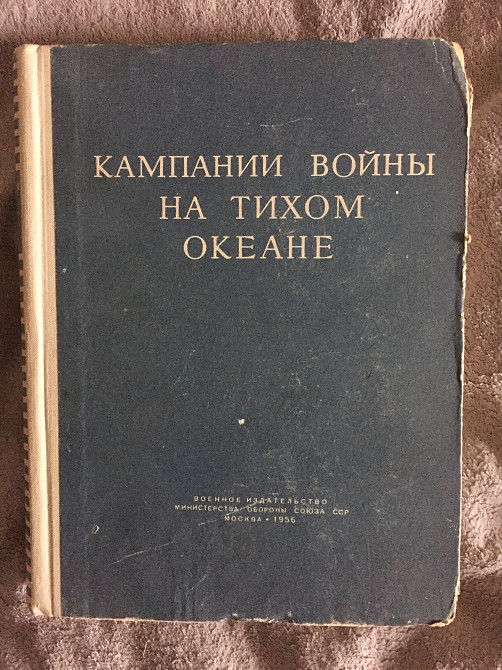 КАМПАНИИ ВОЙНЫ
НА ТИХОМ
ОКЕАНЕ
ВОЕННОЕ ИЗДАТЕЛЬСТВО
МИНИСТЕРСТВА ОБОРОНЫ СОЮЗА ССР
МОСКВА • 1956